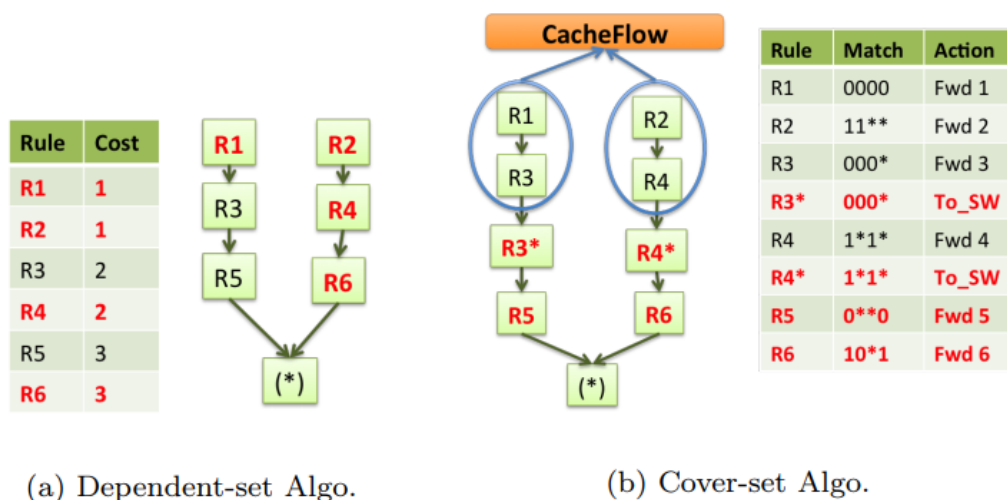 CacheFlow
Rule Cost
R1 1
R2 1
R3 2
R4 2
R5 3
R6 3
R1 R2
R3 R4
R5 R6
(*)
R1 R2
R3 R4
R3* R4*
R5 R6
(*)
Rule Match Action
R1 0000 Fwd 1
R2 11** Fwd 2
R3 000* Fwd 3
R3* 000* To_SW
R4 1*1* Fwd 4
R4* 1*1* To_SW
R5 0**0 Fwd 5
R6 10*1 Fwd 6
(a) Dependent-set Algo.
(b) Cover-set Algo.